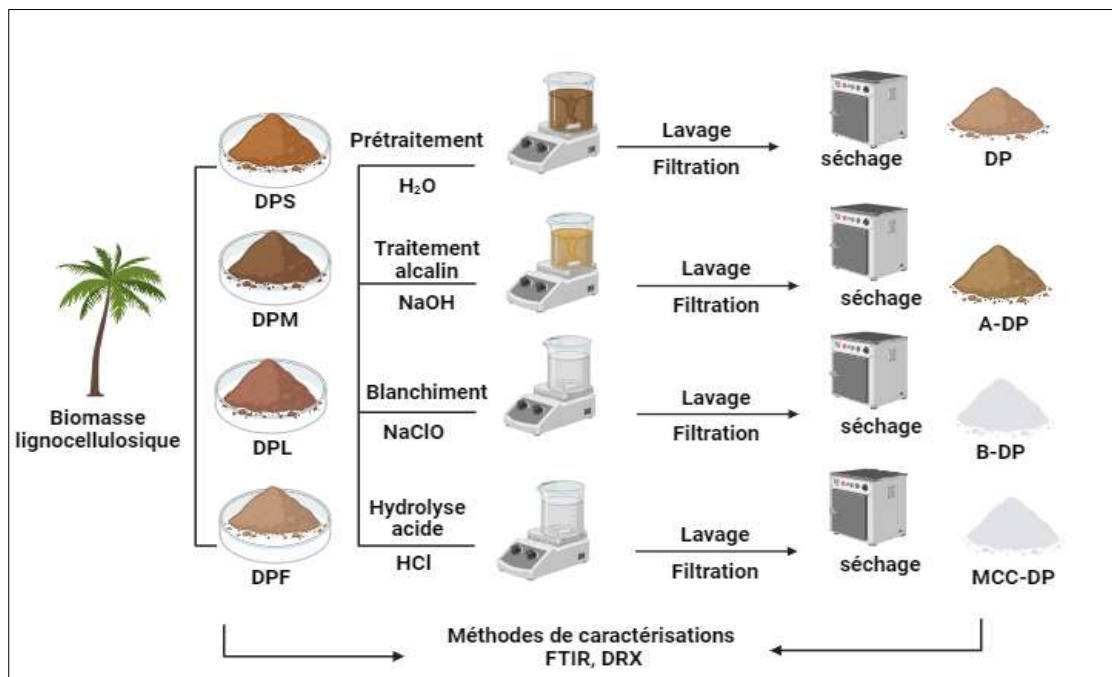 Prétraitement
H₂O
Lavage
Filtration
séchage
DP
DPS
Traitement
alcalin
NaOH
Lavage
Filtration
séchage
A-DP
DPM
Biomasse
lignocellulosique
Blanchiment
NaClO
Lavage
Filtration
séchage
B-DP
DPL
Hydrolyse
acide
HCl
Lavage
Filtration
séchage
MCC-DP
DPF
Méthodes de caractérisations
FTIR, DRX